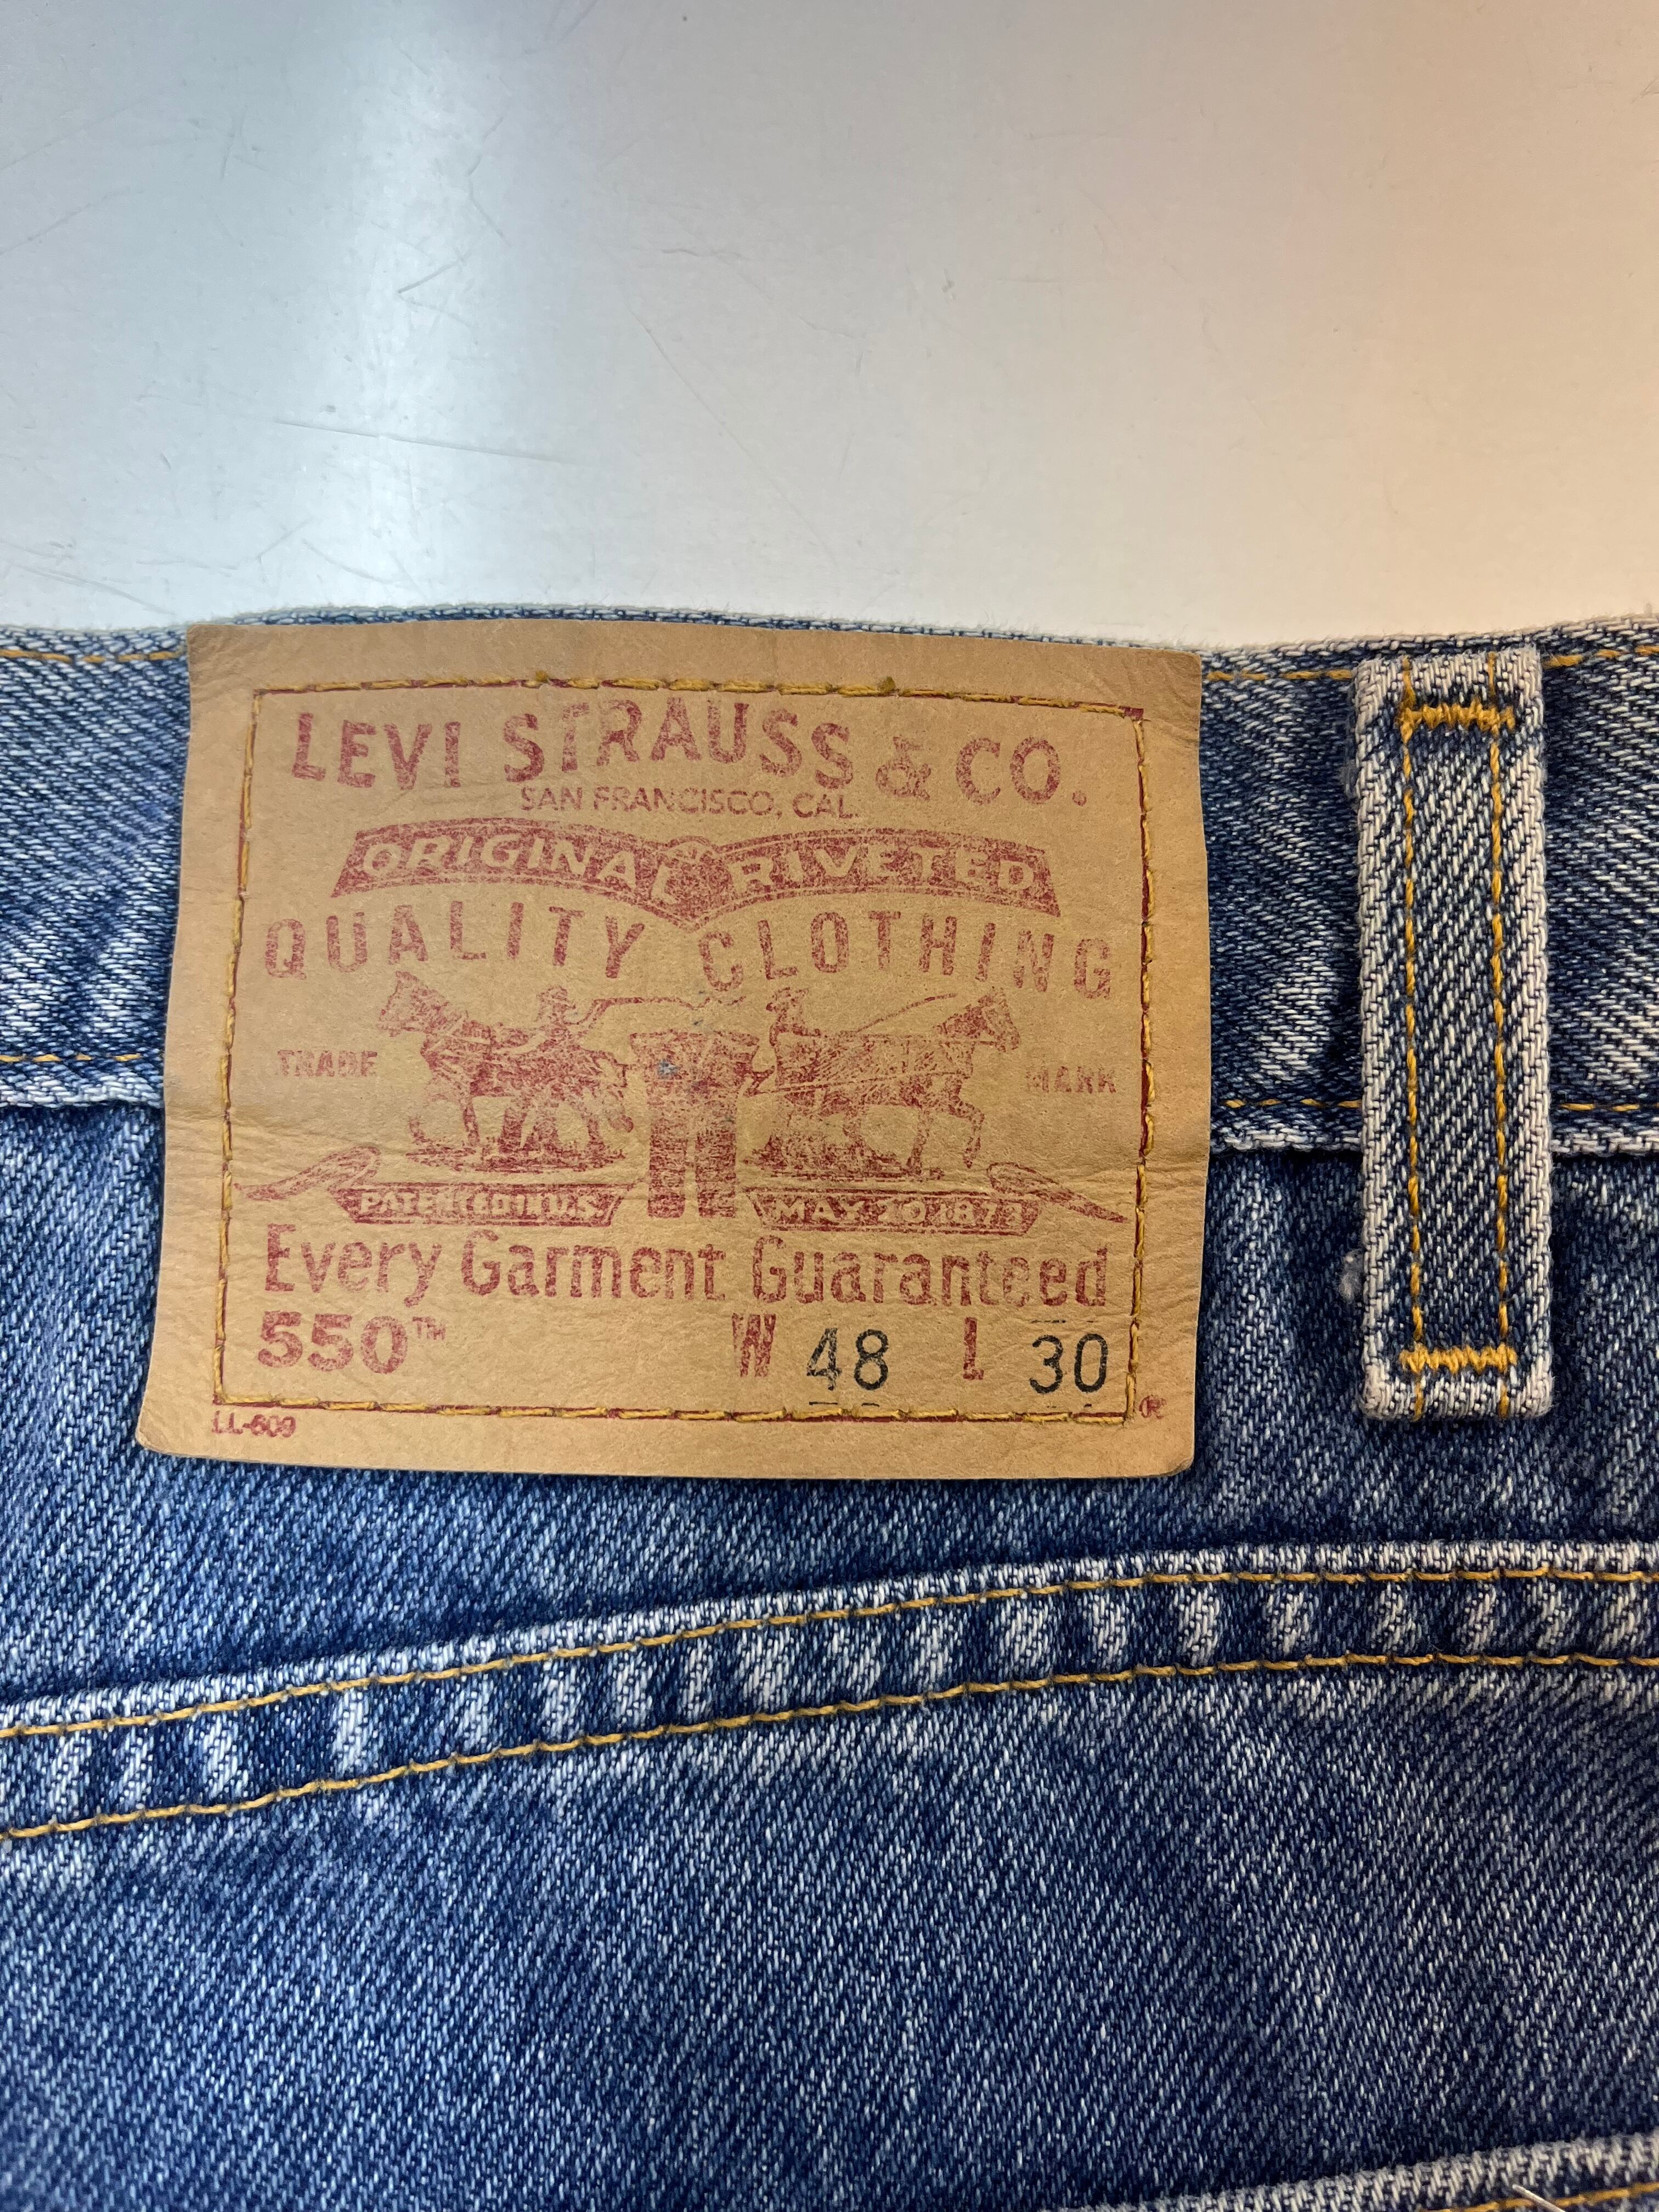 LEVI STRAUSS & CO.
SAN FRANCISCO, CAL.
ORIGINAL RIVETED
QUALITY CLOTHING
TRADE MARK
PATENTED IN U.S. MAY 20 1873
Every Garment Guaranteed
550™ W 48 L 30
LL-609 ®